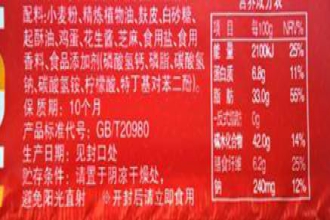 配料:小麦粉、精炼植物油、麸皮、白砂糖、
起酥油、鸡蛋、花生酱、芝麻、食用盐、食用
香料、食品添加剂(磷酸氢钙、磷脂、碳酸氢
钠、碳酸氢铵、柠檬酸、特丁基对苯二酚)。
保质期:10个月
产品标准代号:GB/T20980
生产日期:见封口处
贮存条件:请置于阴凉干燥处,
避免阳光直射 ※开封后请立即食用
营养成分表
项目 每100g NRV%
能量 2100kJ 25%
蛋白质 6.8g 11%
脂肪 33.0g 55%
-反式脂肪 0g
碳水化合物 42.0g 14%
膳食纤维 6.2g 25%
钠 240mg 12%